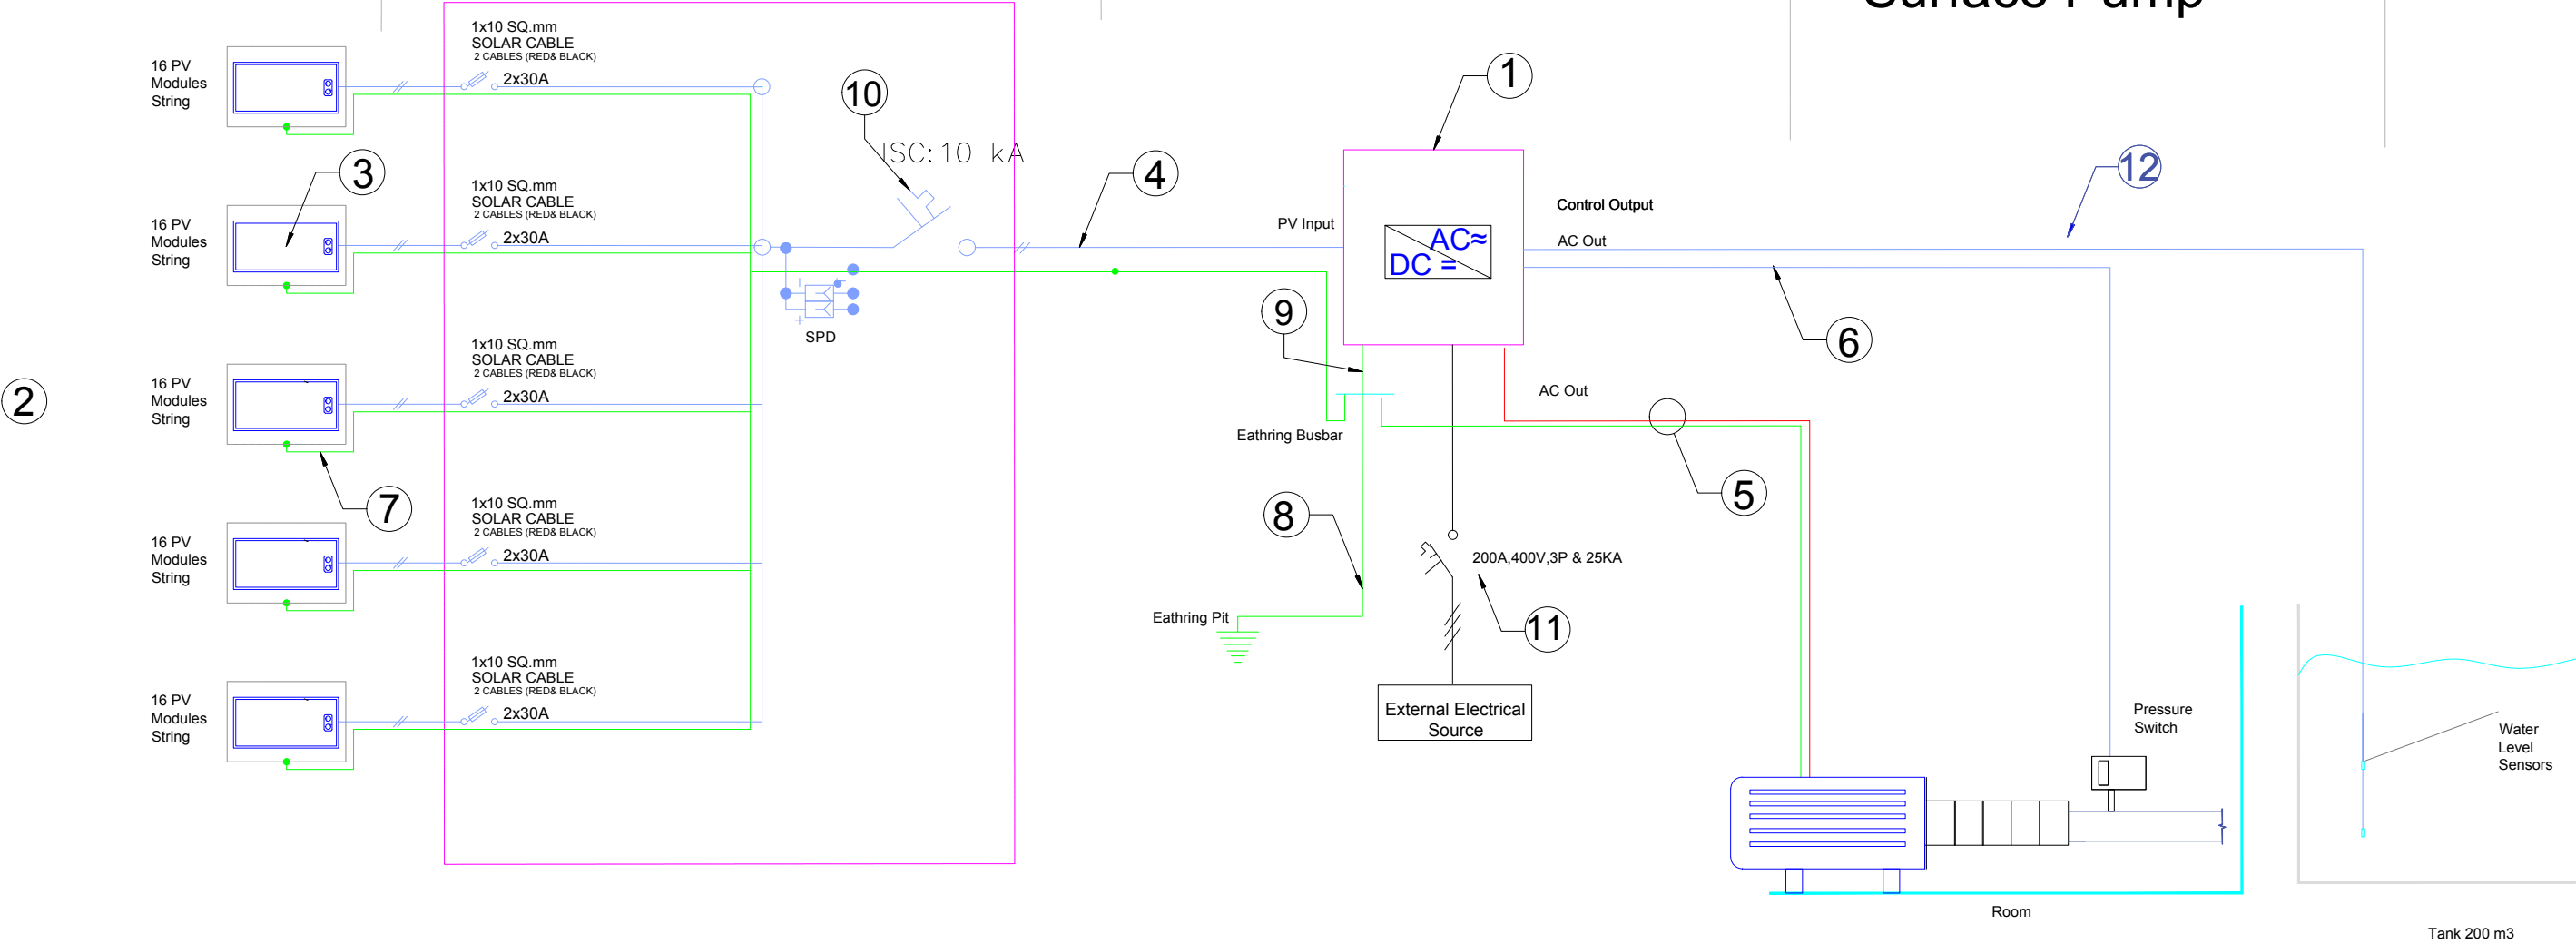 Surface Pump
16 PV
Modules
String
1x10 SQ.mm
SOLAR CABLE
2 CABLES (RED& BLACK)
2x30A
10
ISC:10 kA
1
3
16 PV
Modules
String
1x10 SQ.mm
SOLAR CABLE
2 CABLES (RED& BLACK)
2x30A
4
12
PV Input
Control Output
AC Out
AC≈
DC =
SPD
9
6
2
16 PV
Modules
String
1x10 SQ.mm
SOLAR CABLE
2 CABLES (RED& BLACK)
2x30A
AC Out
Eathring Busbar
7
5
8
16 PV
Modules
String
1x10 SQ.mm
SOLAR CABLE
2 CABLES (RED& BLACK)
2x30A
200A,400V,3P & 25KA
Eathring Pit
11
16 PV
Modules
String
1x10 SQ.mm
SOLAR CABLE
2 CABLES (RED& BLACK)
2x30A
External Electrical
Source
Pressure
Switch
Water
Level
Sensors
Room
Tank 200 m3